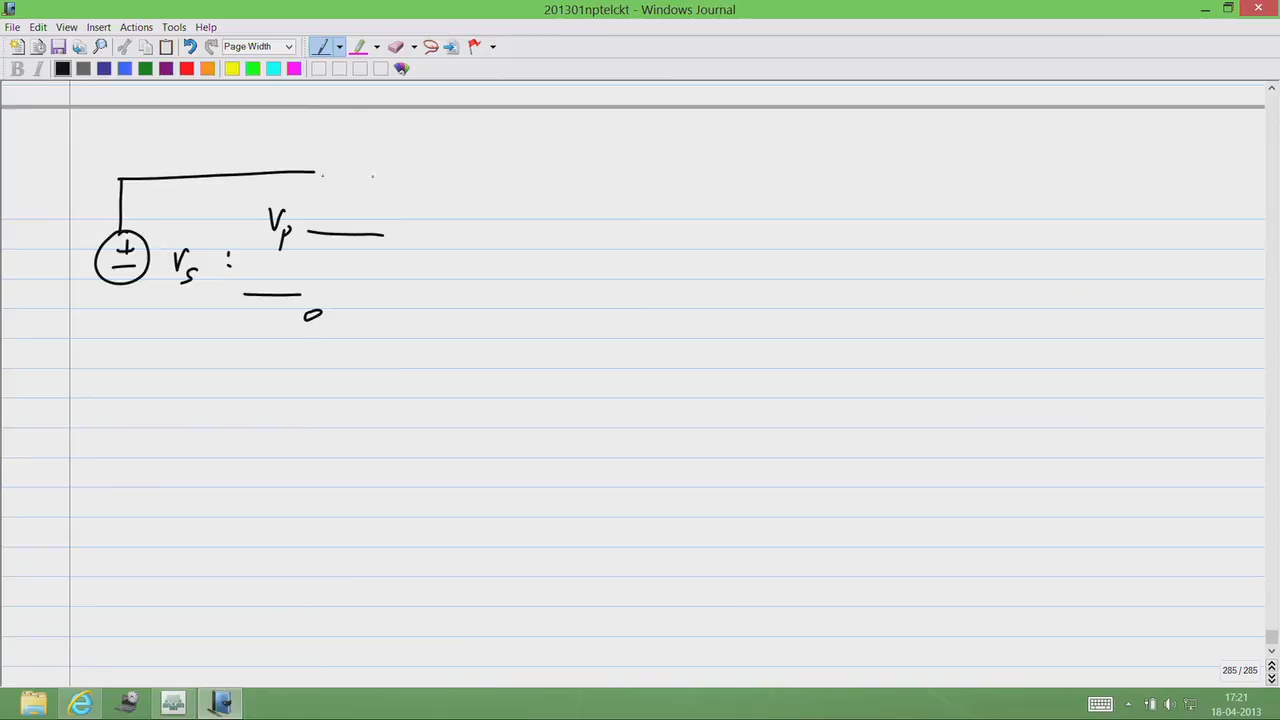 201301nptelckt - Windows Journal
File Edit View Insert Actions Tools Help
Page Width
B I
Vp
+
− Vs :
0
285 / 285
17:21
18-04-2013